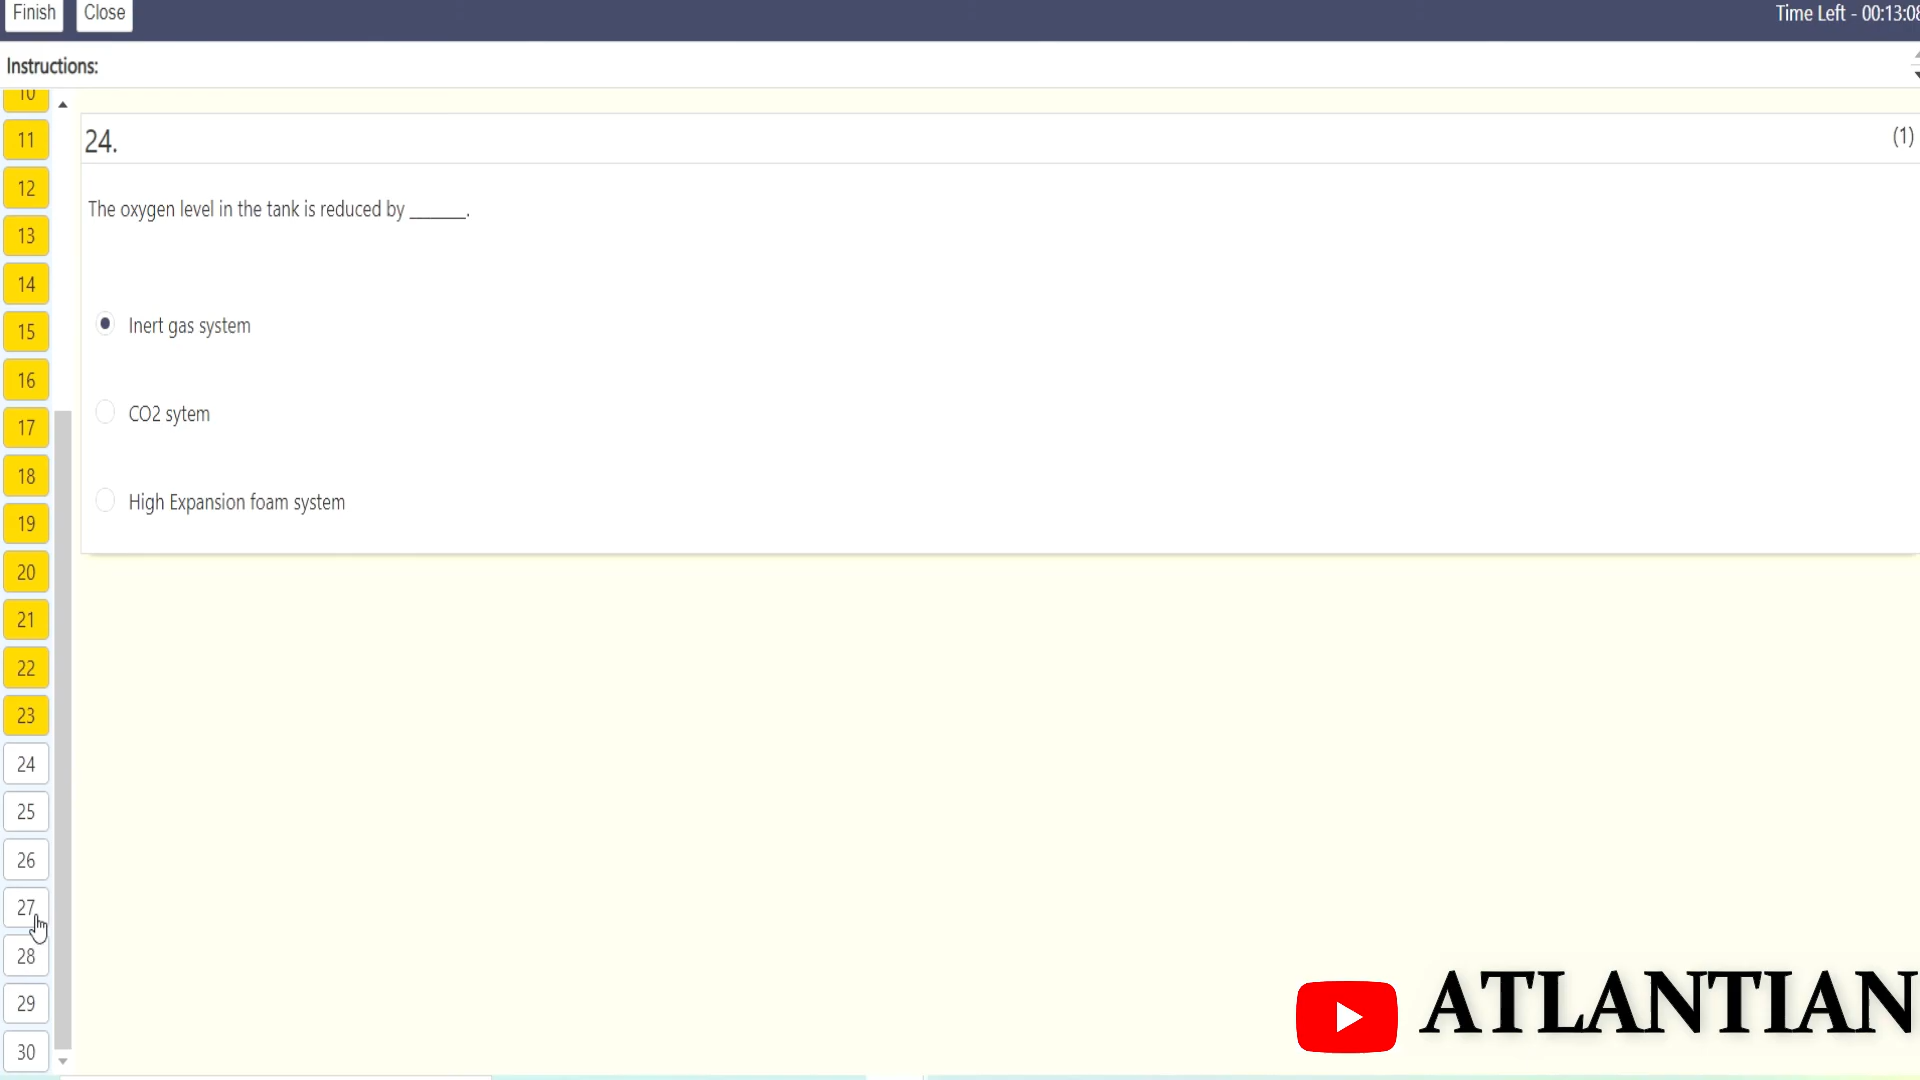 Finish
Close
Time Left - 00:13:08
Instructions:
10
11
12
13
14
15
16
17
18
19
20
21
22
23
24
25
26
27
28
29
30
24.
(1)
The oxygen level in the tank is reduced by ______.
Inert gas system
CO2 sytem
High Expansion foam system
ATLANTIAN